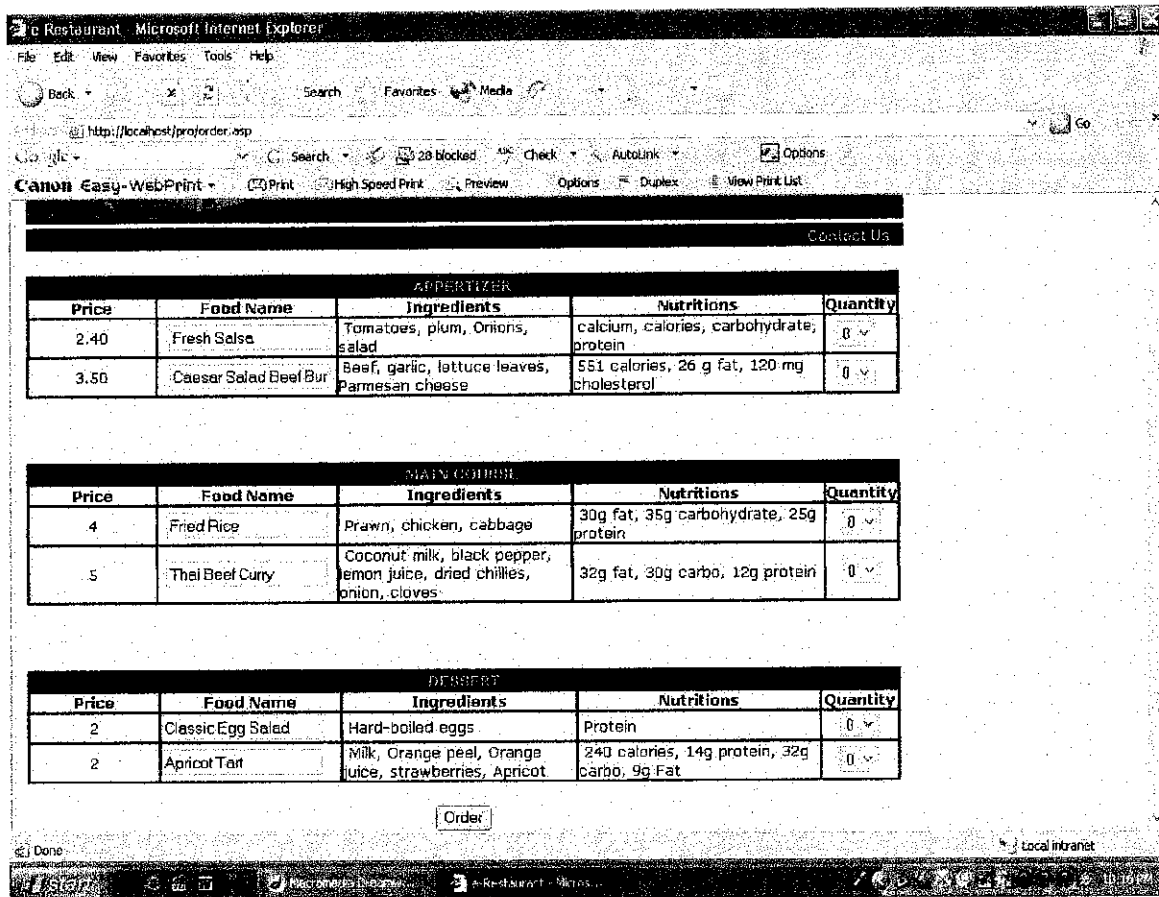 e-Restaurant - Microsoft Internet Explorer
File Edit View Favorites Tools Help
Back Search Favorites Media
http://localhost/pro/order.asp Go
Google Search 28 blocked Check AutoLink Options
Canon Easy-WebPrint Print High Speed Print Preview Options Duplex View Print List
Contact Us
APPERTIZER
Price Food Name Ingredients Nutritions Quantity
2.40 Fresh Salsa Tomatoes, plum, Onions, salad calcium, calories, carbohydrate, protein 0
3.50 Caesar Salad Beef Bur Beef, garlic, lettuce leaves, Parmesan cheese 551 calories, 26 g fat, 120 mg cholesterol 0
MAIN COURSE
Price Food Name Ingredients Nutritions Quantity
4 Fried Rice Prawn, chicken, cabbage 30g fat, 35g carbohydrate, 25g protein 0
5 Thai Beef Curry Coconut milk, black pepper, lemon juice, dried chillies, onion, cloves 32g fat, 30g carbo, 12g protein 0
DESSERT
Price Food Name Ingredients Nutritions Quantity
2 Classic Egg Salad Hard-boiled eggs Protein 0
2 Apricot Tart Milk, Orange peel, Orange juice, strawberries, Apricot 240 calories, 14g protein, 32g carbo, 9g Fat 0
Order
Done Local intranet
start Macromedia Dreamw... e-Restaurant - Micros...